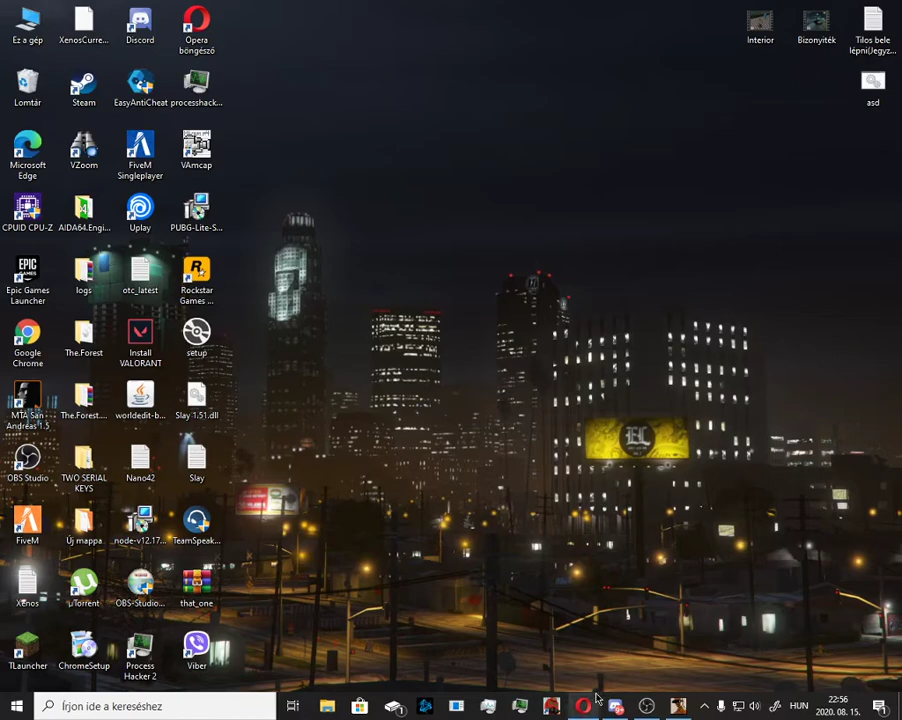 Ez a gép
XenosCurre...
Discord
Opera
böngésző
Interior
Bizonyíték
Tilos bele
lépni(Jegyz...
Lomtár
Steam
EasyAntiCheat
processhack...
asd
Microsoft
Edge
VZoom
FiveM
Singleplayer
VAmcap
CPUID CPU-Z
AIDA64.Engi...
Uplay
PUBG-Lite-S...
EPIC
GAMES
Epic Games
Launcher
logs
otc_latest
Rockstar
Games ...
Google
Chrome
The.Forest
Install
VALORANT
setup
MTA San
Andreas 1.5
The.Forest....
worldedit-b...
Slay 1.51.dll
OBS Studio
TWO SERIAL
KEYS
Nano42
Slay
FiveM
Új mappa
node-v12.17...
TeamSpeak...
Xenos
µTorrent
OBS-Studio...
that_one
TLauncher
ChromeSetup
Process
Hacker 2
Viber
Írjon ide a kereséshez
HUN
22:56
2020. 08. 15.